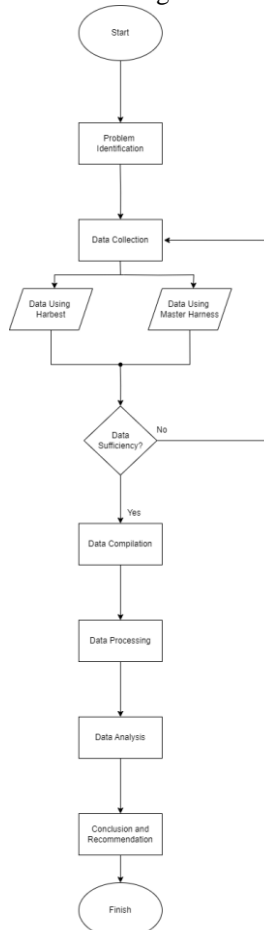 Start
Problem
Identification
Data Collection
Data Using
Harbest
Data Using
Master Harness
Data
Sufficiency?
No
Yes
Data Compilation
Data Processing
Data Analysis
Conclusion and
Recommendation
Finish